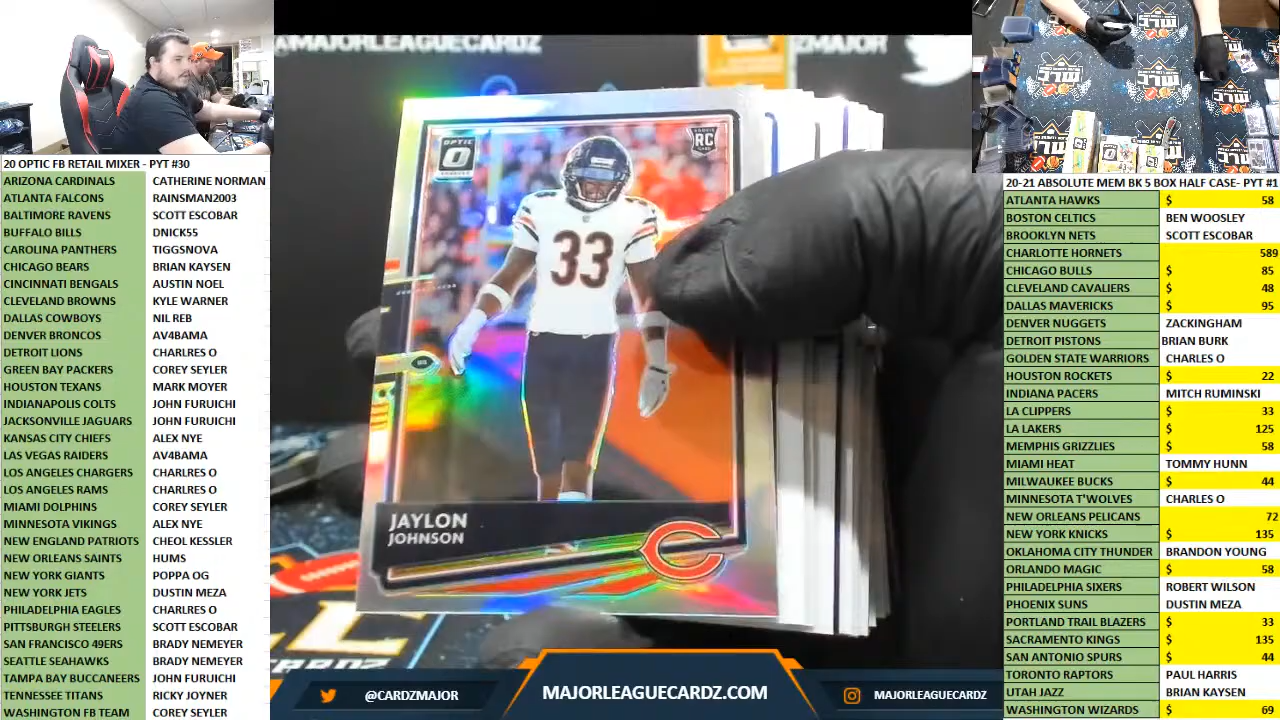 @MAJORLEAGUECARDZ
ZMAJOR
20 OPTIC FB RETAIL MIXER - PYT #30
ARIZONA CARDINALS CATHERINE NORMAN
ATLANTA FALCONS RAINSMAN2003
BALTIMORE RAVENS SCOTT ESCOBAR
BUFFALO BILLS DNICK55
CAROLINA PANTHERS TIGGSNOVA
CHICAGO BEARS BRIAN KAYSEN
CINCINNATI BENGALS AUSTIN NOEL
CLEVELAND BROWNS KYLE WARNER
DALLAS COWBOYS NIL REB
DENVER BRONCOS AV4BAMA
DETROIT LIONS CHARLRES O
GREEN BAY PACKERS COREY SEYLER
HOUSTON TEXANS MARK MOYER
INDIANAPOLIS COLTS JOHN FURUICHI
JACKSONVILLE JAGUARS JOHN FURUICHI
KANSAS CITY CHIEFS ALEX NYE
LAS VEGAS RAIDERS AV4BAMA
LOS ANGELES CHARGERS CHARLRES O
LOS ANGELES RAMS CHARLRES O
MIAMI DOLPHINS COREY SEYLER
MINNESOTA VIKINGS ALEX NYE
NEW ENGLAND PATRIOTS CHEOL KESSLER
NEW ORLEANS SAINTS HUMS
NEW YORK GIANTS POPPA OG
NEW YORK JETS DUSTIN MEZA
PHILADELPHIA EAGLES CHARLRES O
PITTSBURGH STEELERS SCOTT ESCOBAR
SAN FRANCISCO 49ERS BRADY NEMEYER
SEATTLE SEAHAWKS BRADY NEMEYER
TAMPA BAY BUCCANEERS JOHN FURUICHI
TENNESSEE TITANS RICKY JOYNER
WASHINGTON FB TEAM COREY SEYLER
OPTIC
RC
33
JAYLON
JOHNSON
@CARDZMAJOR
MAJORLEAGUECARDZ.COM
MAJORLEAGUECARDZ
20-21 ABSOLUTE MEM BK 5 BOX HALF CASE- PYT #1
ATLANTA HAWKS $ 58
BOSTON CELTICS BEN WOOSLEY
BROOKLYN NETS SCOTT ESCOBAR
CHARLOTTE HORNETS 589
CHICAGO BULLS $ 85
CLEVELAND CAVALIERS $ 48
DALLAS MAVERICKS $ 95
DENVER NUGGETS ZACKINGHAM
DETROIT PISTONS BRIAN BURK
GOLDEN STATE WARRIORS CHARLES O
HOUSTON ROCKETS $ 22
INDIANA PACERS MITCH RUMINSKI
LA CLIPPERS $ 33
LA LAKERS $ 125
MEMPHIS GRIZZLIES $ 58
MIAMI HEAT TOMMY HUNN
MILWAUKEE BUCKS $ 44
MINNESOTA T'WOLVES CHARLES O
NEW ORLEANS PELICANS 72
NEW YORK KNICKS $ 135
OKLAHOMA CITY THUNDER BRANDON YOUNG
ORLANDO MAGIC $ 58
PHILADELPHIA SIXERS ROBERT WILSON
PHOENIX SUNS DUSTIN MEZA
PORTLAND TRAIL BLAZERS $ 33
SACRAMENTO KINGS $ 135
SAN ANTONIO SPURS $ 44
TORONTO RAPTORS PAUL HARRIS
UTAH JAZZ BRIAN KAYSEN
WASHINGTON WIZARDS $ 69